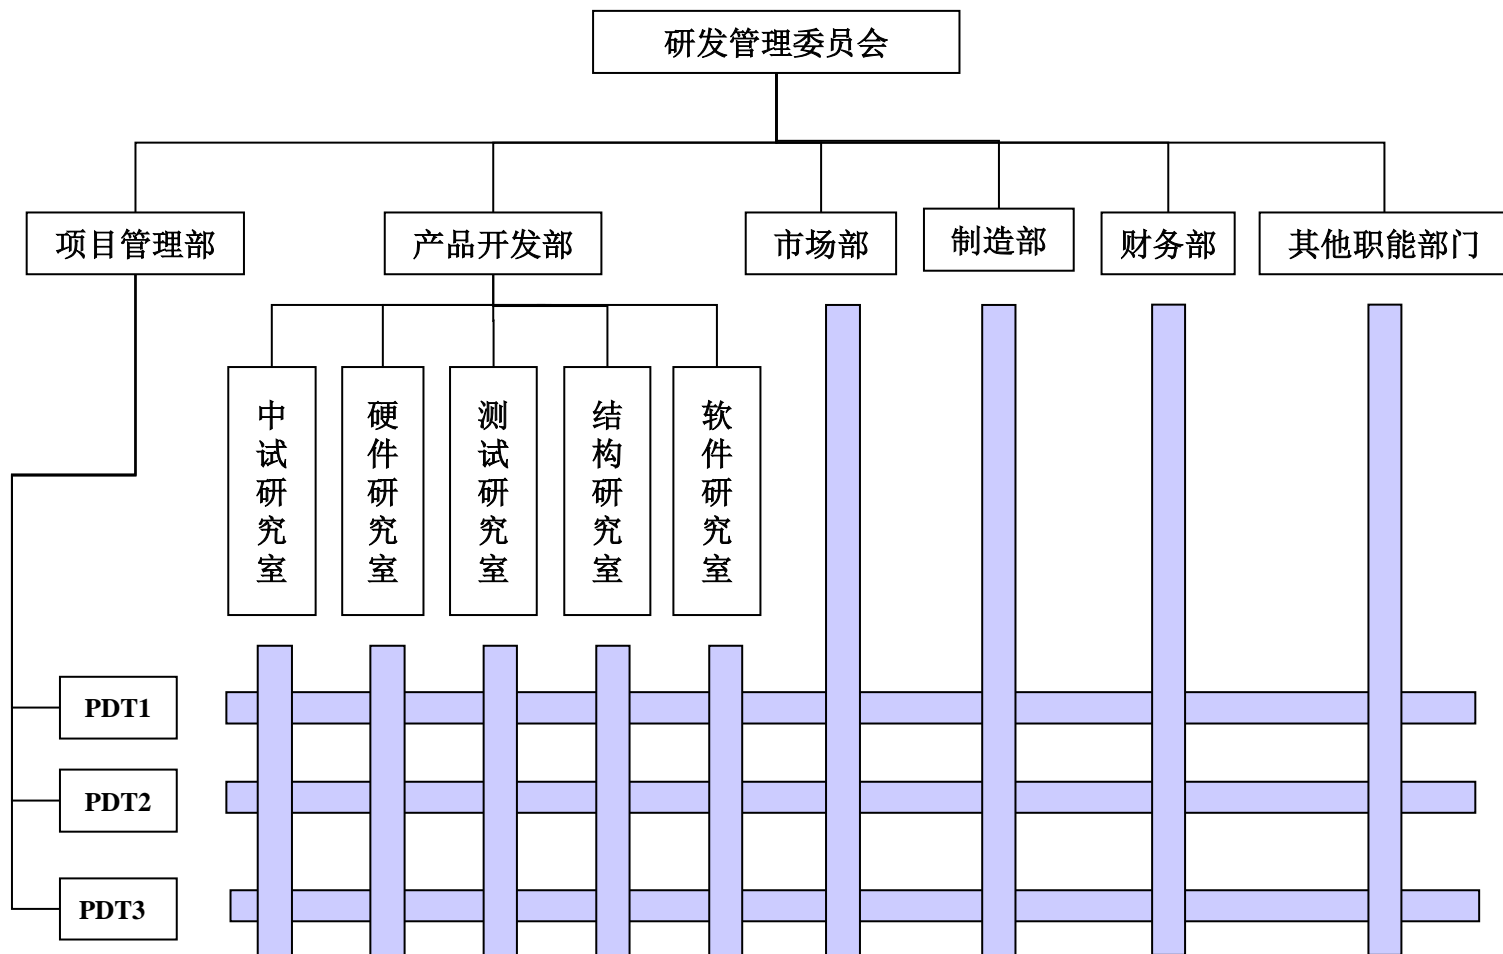 研发管理委员会
项目管理部
产品开发部
市场部
制造部
财务部
其他职能部门
中试研究室
硬件研究室
测试研究室
结构研究室
软件研究室
PDT1
PDT2
PDT3